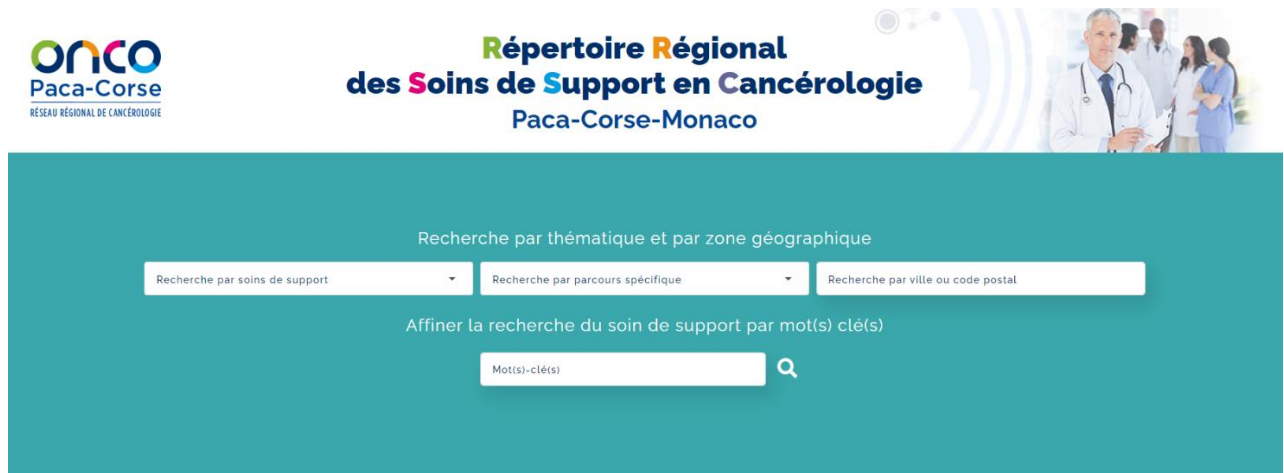 onco
Paca-Corse
RÉSEAU RÉGIONAL DE CANCÉROLOGIE
Répertoire Régional
des Soins de Support en Cancérologie
Paca-Corse-Monaco
Recherche par thématique et par zone géographique
Recherche par soins de support
Recherche par parcours spécifique
Recherche par ville ou code postal
Affiner la recherche du soin de support par mot(s) clé(s)
Mot(s)-clé(s)